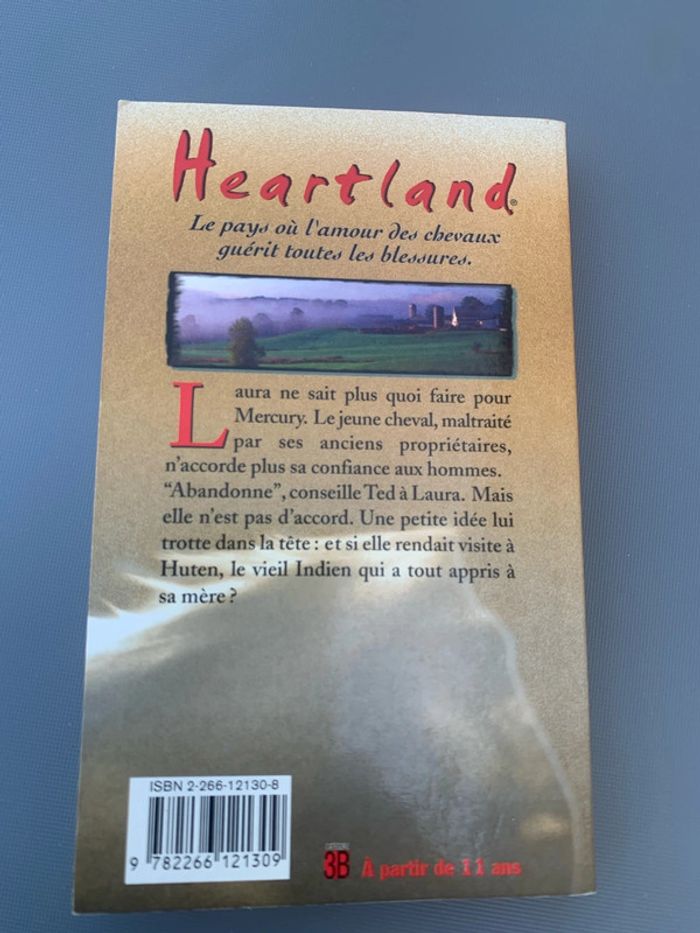 Heartland®
Le pays où l'amour des chevaux
guérit toutes les blessures.
Laura ne sait plus quoi faire pour
Mercury. Le jeune cheval, maltraité
par ses anciens propriétaires,
n'accorde plus sa confiance aux hommes.
“Abandonne”, conseille Ted à Laura. Mais
elle n'est pas d'accord. Une petite idée lui
trotte dans la tête : et si elle rendait visite à
Huten, le vieil Indien qui a tout appris à
sa mère ?
ISBN 2-266-12130-8
9 782266 121309
CATÉGORIE
3B À partir de 11 ans